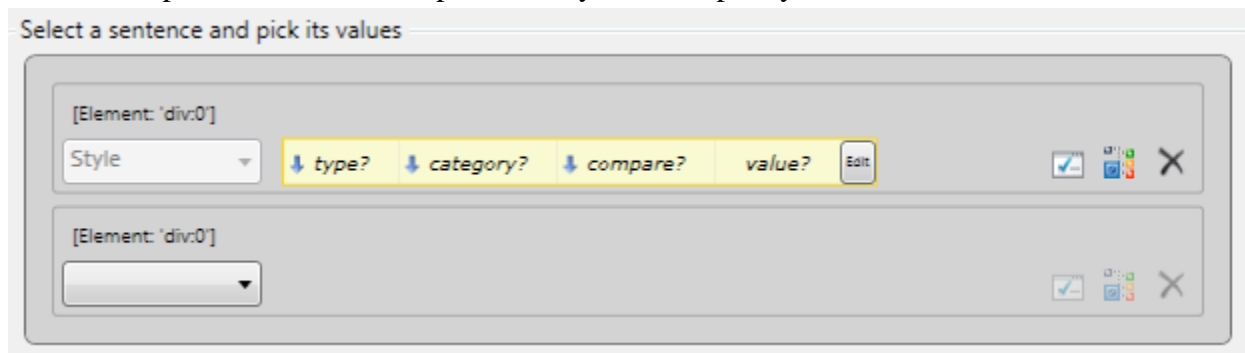 Select a sentence and pick its values
[Element: 'div:0']
Style type? category? compare? value? Edit
[Element: 'div:0']